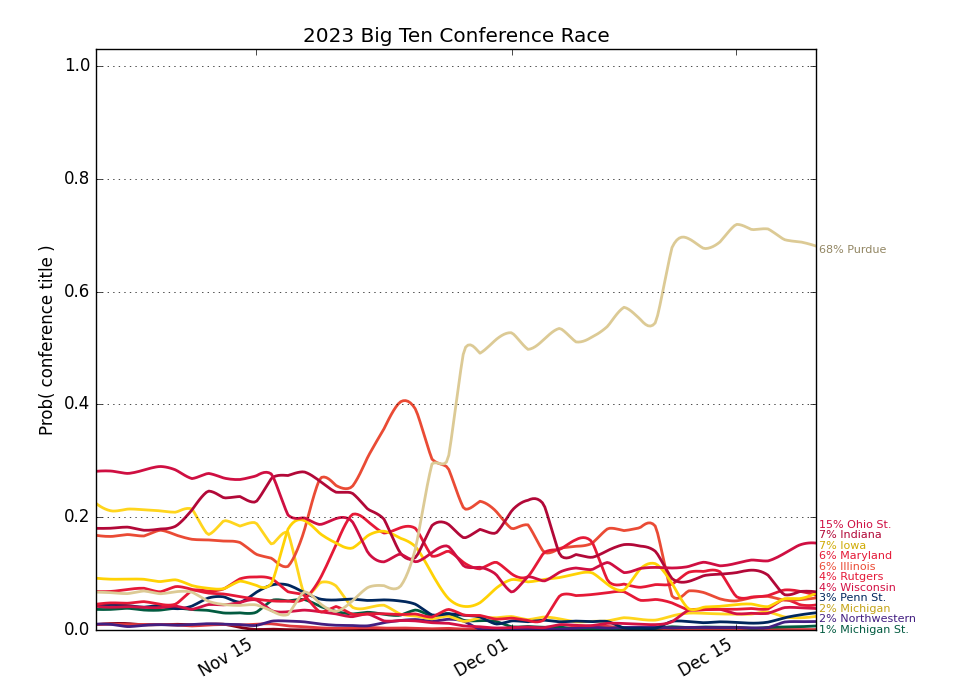 2023 Big Ten Conference Race
1.0
0.8
0.6
0.4
0.2
0.0
Prob( conference title )
Nov 15
Dec 01
Dec 15
68% Purdue
15% Ohio St.
7% Indiana
7% Iowa
6% Maryland
6% Illinois
4% Rutgers
4% Wisconsin
3% Penn St.
2% Michigan
2% Northwestern
1% Michigan St.